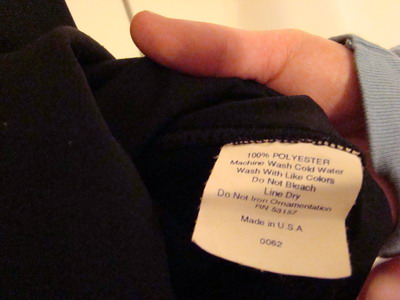 100% POLYESTER
Machine Wash Cold Water
Wash With Like Colors
Do Not Bleach
Line Dry
Do Not Iron Ornamentation
RN 53157
Made in U.S.A
0062